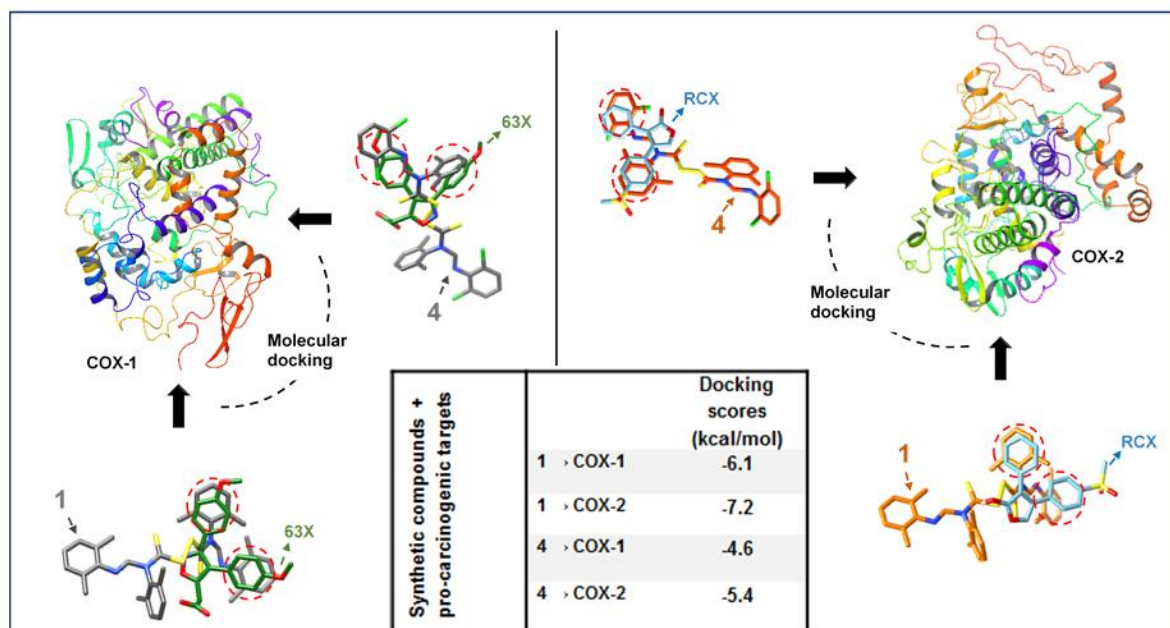 63X
4
COX-1
Molecular
docking
1
63X
RCX
4
COX-2
Molecular
docking
1
RCX
Synthetic compounds +
pro-carcinogenic targets
Docking
scores
(kcal/mol)
1 › COX-1 -6.1
1 › COX-2 -7.2
4 › COX-1 -4.6
4 › COX-2 -5.4